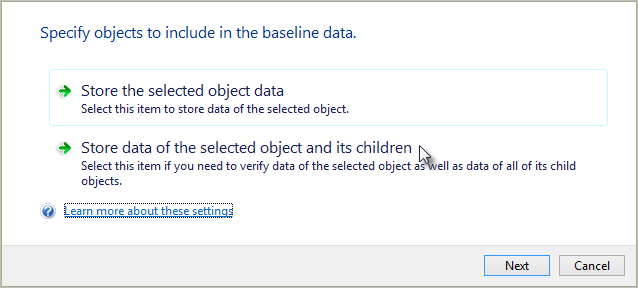 Specify objects to include in the baseline data.
Store the selected object data
Select this item to store data of the selected object.
Store data of the selected object and its children
Select this item if you need to verify data of the selected object as well as data of all of its child
objects.
Learn more about these settings
Next
Cancel